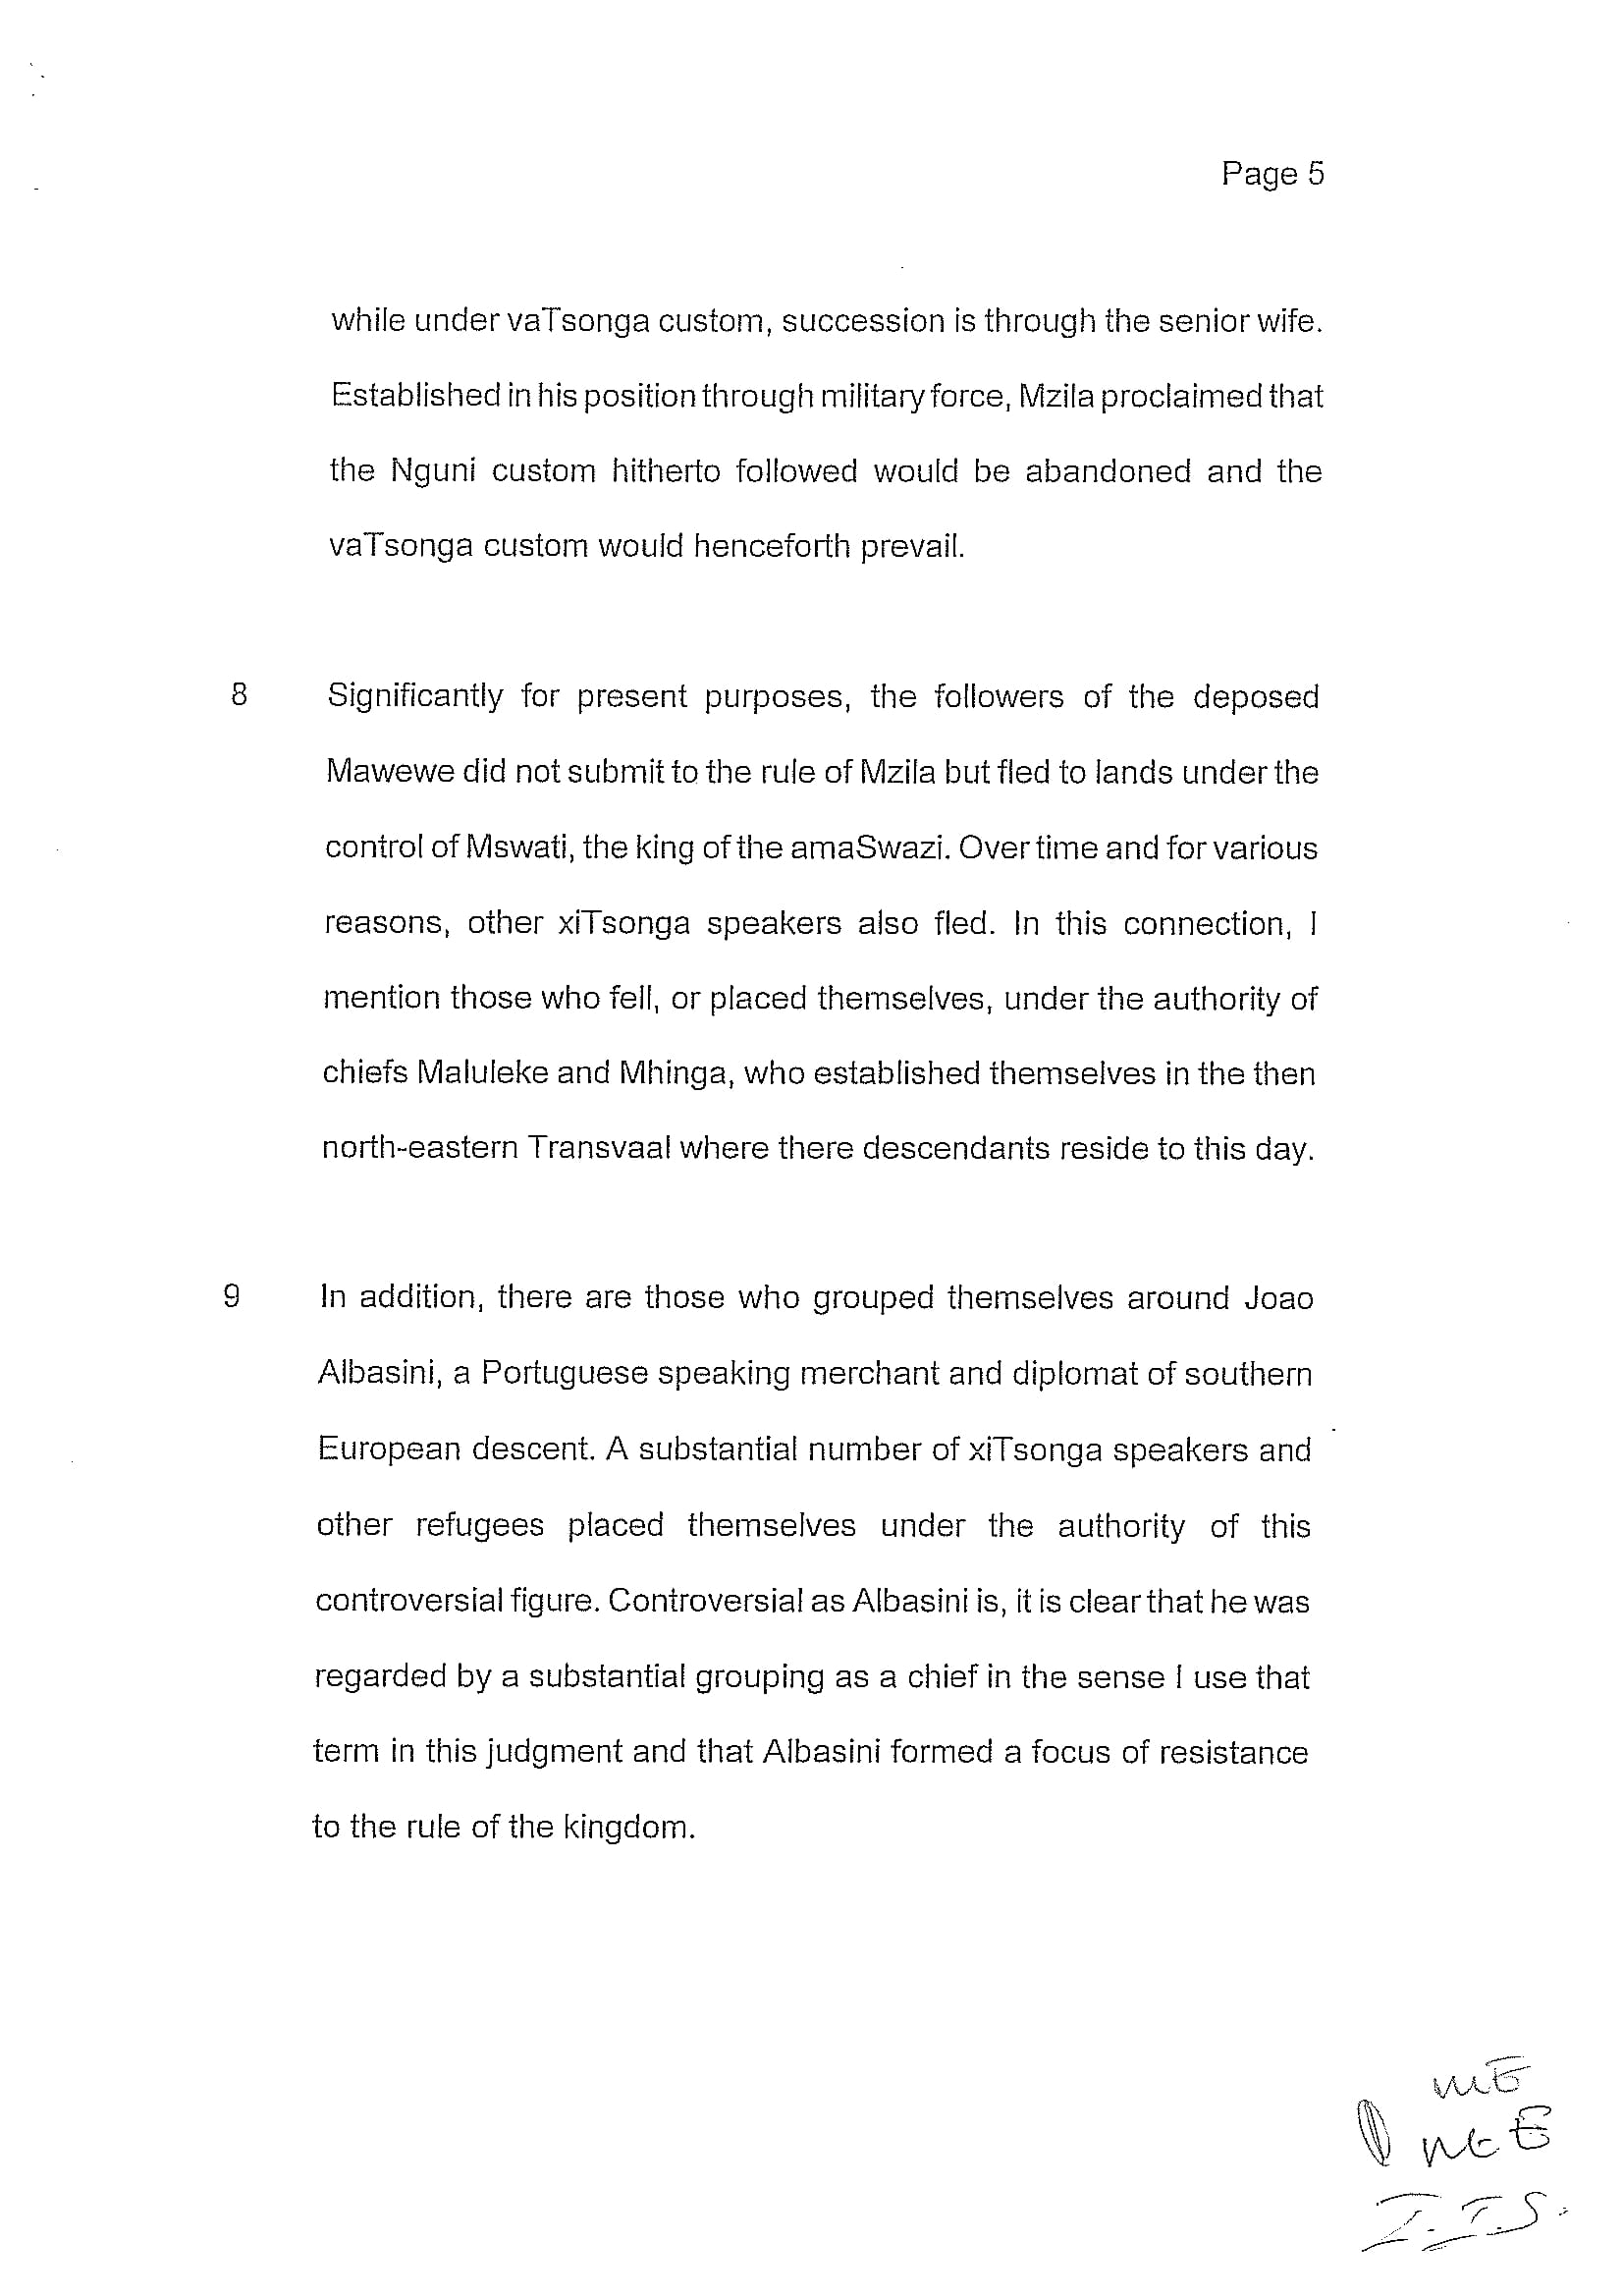 Page 5
while under vaTsonga custom, succession is through the senior wife.
Established in his position through military force, Mzila proclaimed that
the Nguni custom hitherto followed would be abandoned and the
vaTsonga custom would henceforth prevail.
8 Significantly for present purposes, the followers of the deposed
Mawewe did not submit to the rule of Mzila but fled to lands under the
control of Mswati, the king of the amaSwazi. Over time and for various
reasons, other xiTsonga speakers also fled. In this connection, I
mention those who fell, or placed themselves, under the authority of
chiefs Maluleke and Mhinga, who established themselves in the then
north-eastern Transvaal where there descendants reside to this day.
9 In addition, there are those who grouped themselves around Joao
Albasini, a Portuguese speaking merchant and diplomat of southern
European descent. A substantial number of xiTsonga speakers and
other refugees placed themselves under the authority of this
controversial figure. Controversial as Albasini is, it is clear that he was
regarded by a substantial grouping as a chief in the sense I use that
term in this judgment and that Albasini formed a focus of resistance
to the rule of the kingdom.